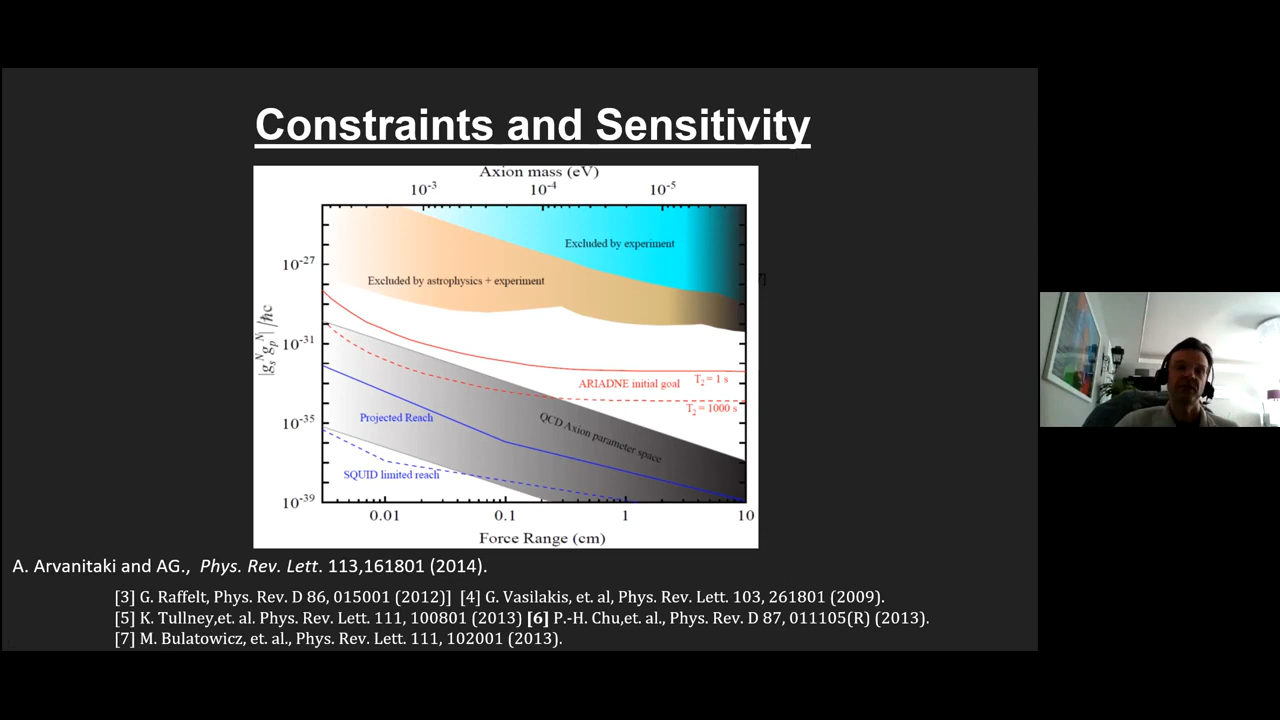 Constraints and Sensitivity
Axion mass (eV)
10⁻³ 10⁻⁴ 10⁻⁵
Excluded by experiment
10⁻²⁷
Excluded by astrophysics + experiment
7]
|gₛᴺgₚᴺ|/ħc
10⁻³¹
ARIADNE initial goal
T₂ = 1 s
T₂ = 1000 s
Projected Reach
QCD Axion parameter space
10⁻³⁵
SQUID limited reach
10⁻³⁹
0.01 0.1 1 10
Force Range (cm)
A. Arvanitaki and AG., Phys. Rev. Lett. 113,161801 (2014).
[3] G. Raffelt, Phys. Rev. D 86, 015001 (2012)] [4] G. Vasilakis, et. al, Phys. Rev. Lett. 103, 261801 (2009).
[5] K. Tullney,et. al. Phys. Rev. Lett. 111, 100801 (2013) [6] P.-H. Chu,et. al., Phys. Rev. D 87, 011105(R) (2013).
[7] M. Bulatowicz, et. al., Phys. Rev. Lett. 111, 102001 (2013).